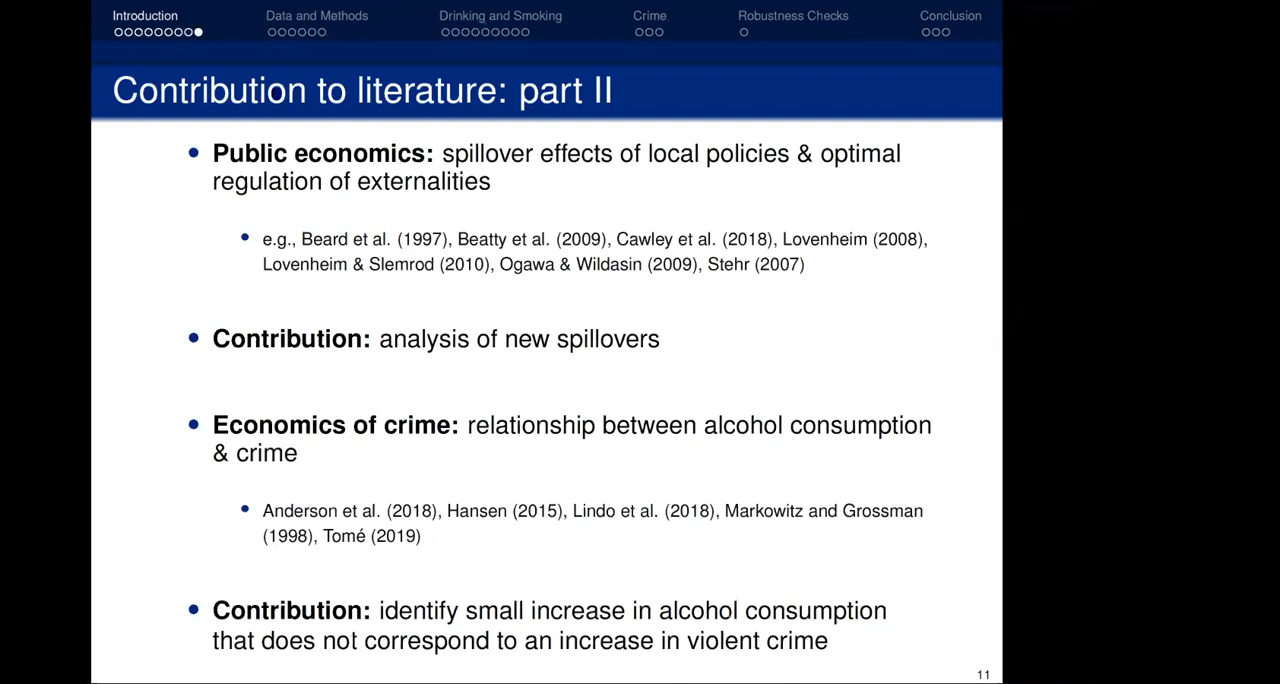 Introduction Data and Methods Drinking and Smoking Crime Robustness Checks Conclusion
Contribution to literature: part II
Public economics: spillover effects of local policies & optimal
regulation of externalities
e.g., Beard et al. (1997), Beatty et al. (2009), Cawley et al. (2018), Lovenheim (2008),
Lovenheim & Slemrod (2010), Ogawa & Wildasin (2009), Stehr (2007)
Contribution: analysis of new spillovers
Economics of crime: relationship between alcohol consumption
& crime
Anderson et al. (2018), Hansen (2015), Lindo et al. (2018), Markowitz and Grossman
(1998), Tomé (2019)
Contribution: identify small increase in alcohol consumption
that does not correspond to an increase in violent crime
11